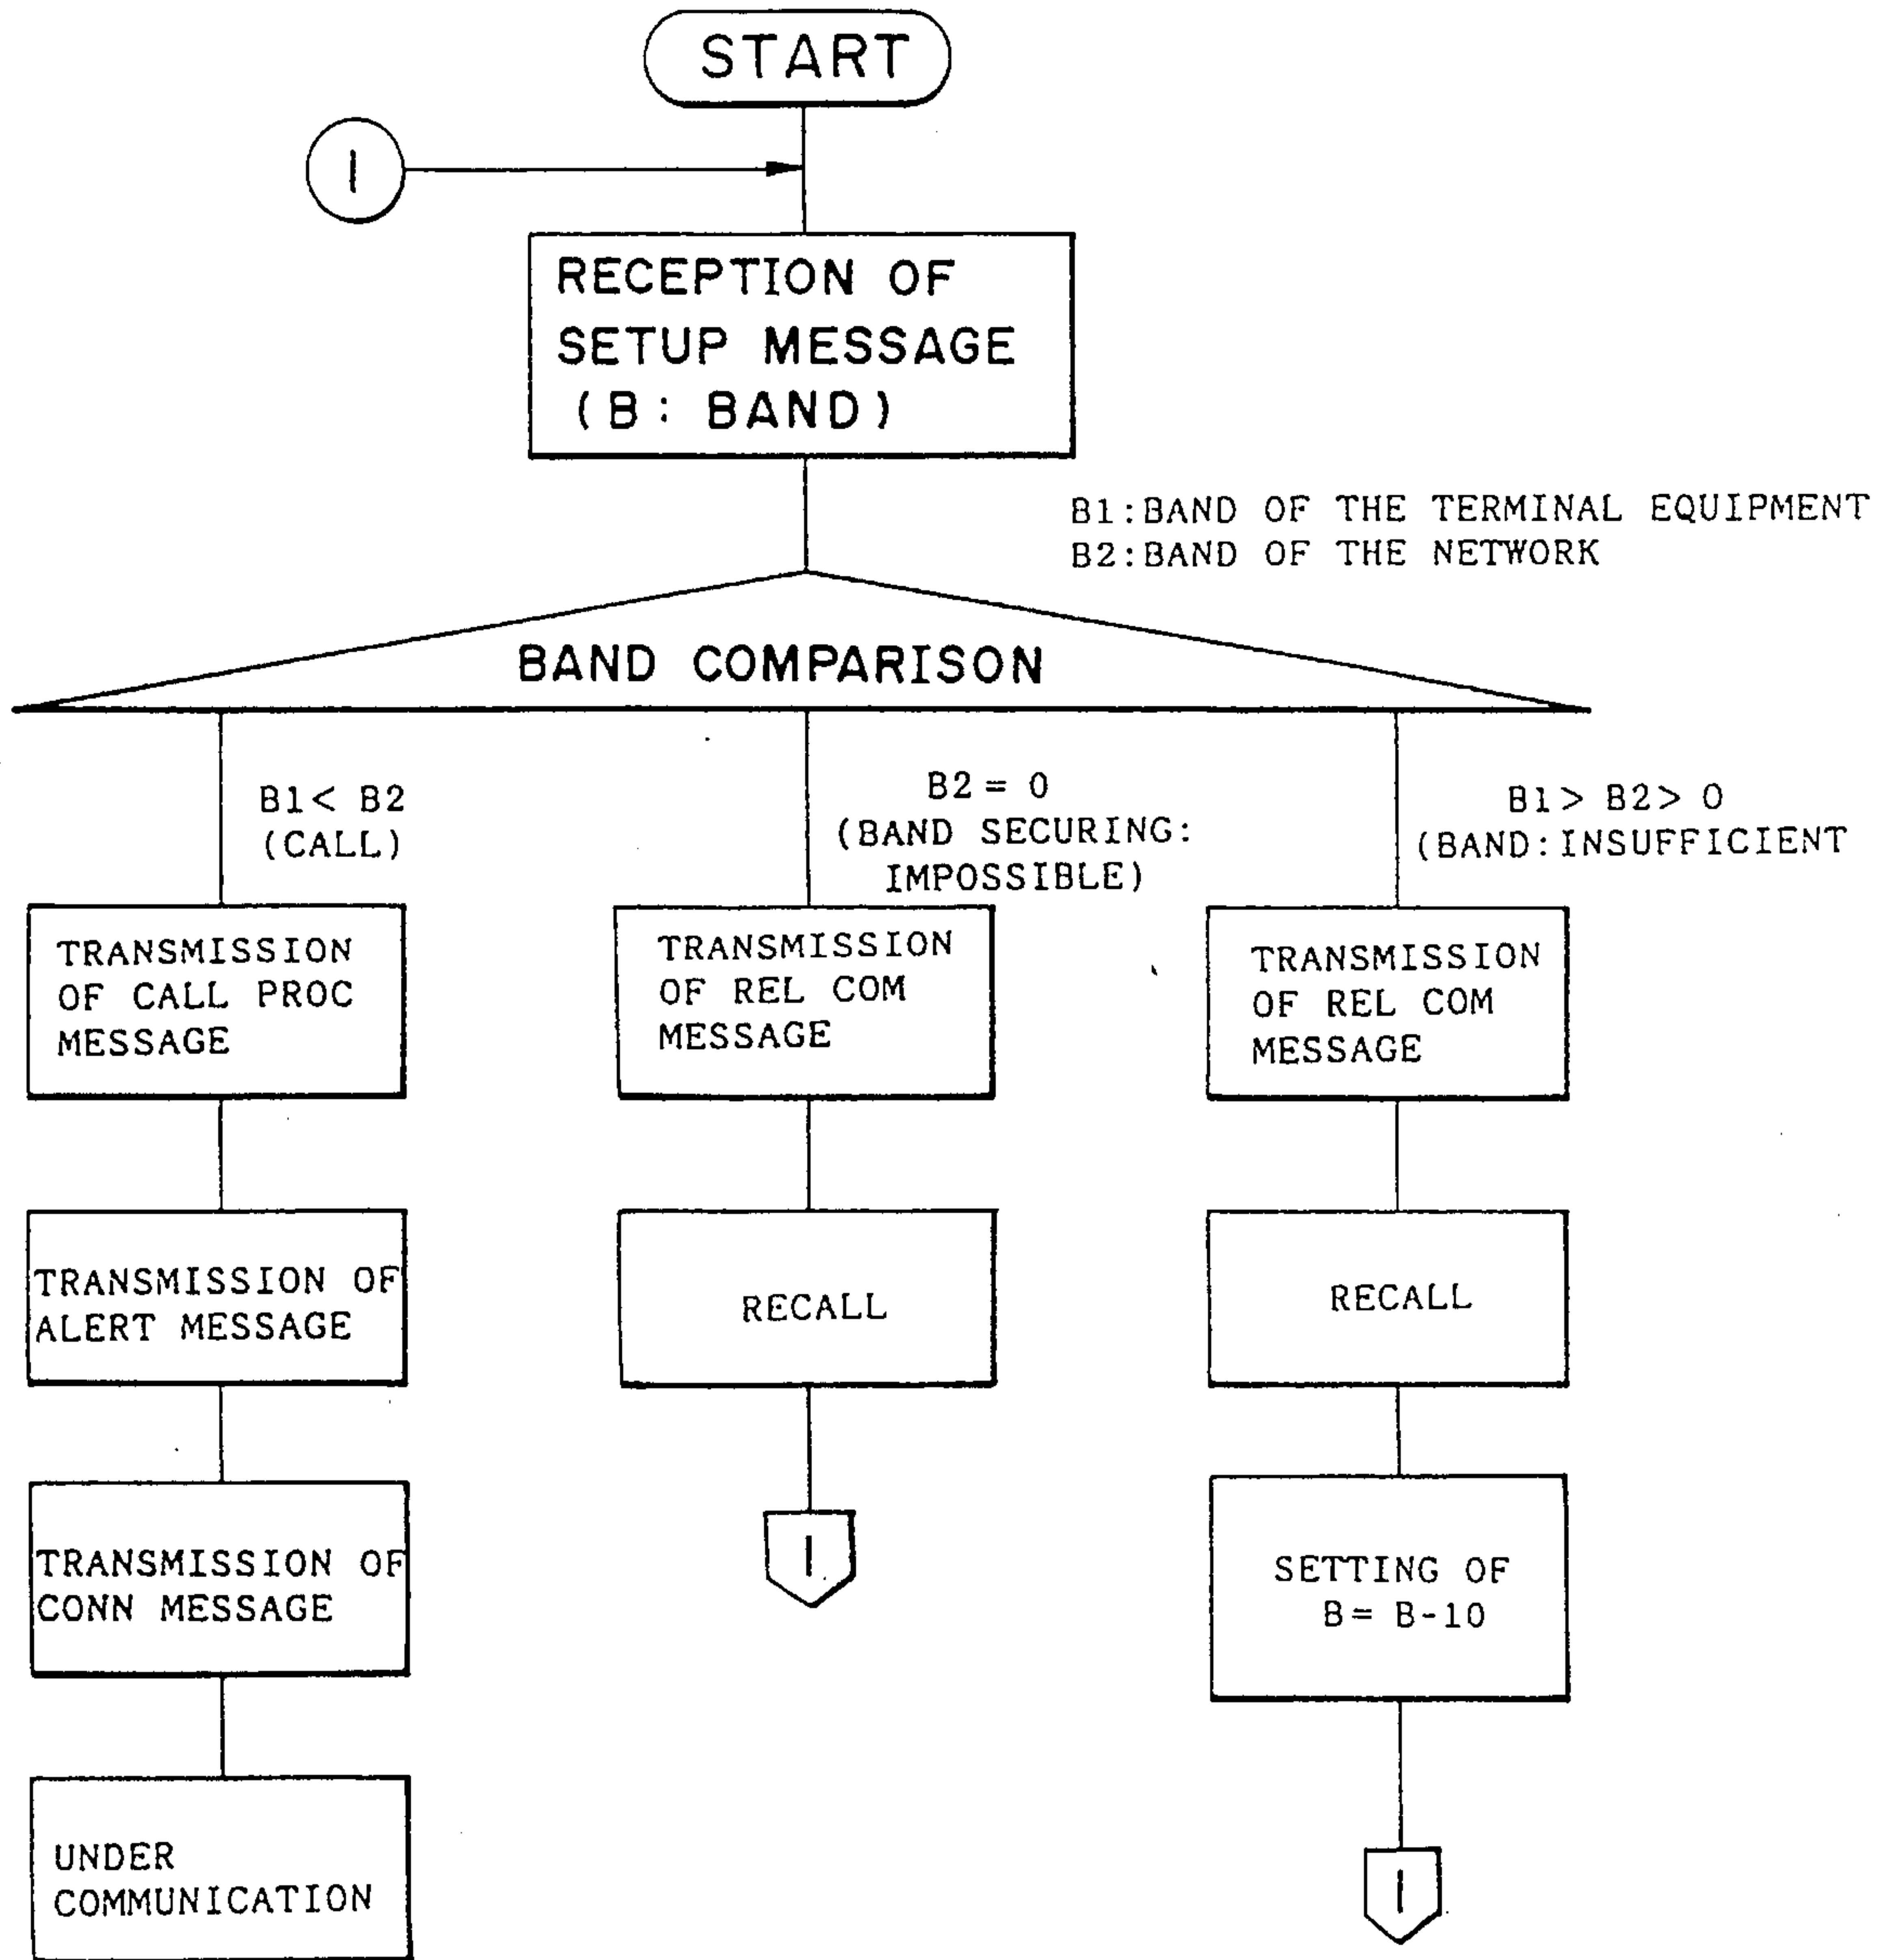 START
1
RECEPTION OF
SETUP MESSAGE
(B: BAND)
B1:BAND OF THE TERMINAL EQUIPMENT
B2:BAND OF THE NETWORK
BAND COMPARISON
B1< B2
(CALL)
B2= 0
(BAND SECURING:
IMPOSSIBLE)
B1> B2> 0
(BAND:INSUFFICIENT
TRANSMISSION
OF CALL PROC
MESSAGE
TRANSMISSION
OF REL COM
MESSAGE
TRANSMISSION
OF REL COM
MESSAGE
TRANSMISSION OF
ALERT MESSAGE
RECALL
RECALL
TRANSMISSION OF
CONN MESSAGE
1
SETTING OF
B= B-10
UNDER
COMMUNICATION
1